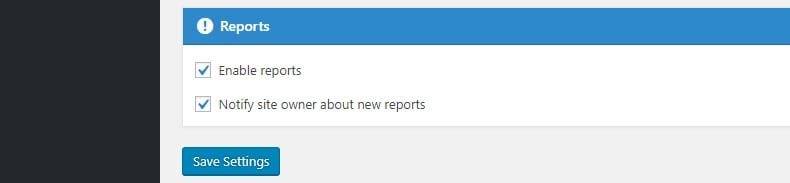 Reports
Enable reports
Notify site owner about new reports
Save Settings